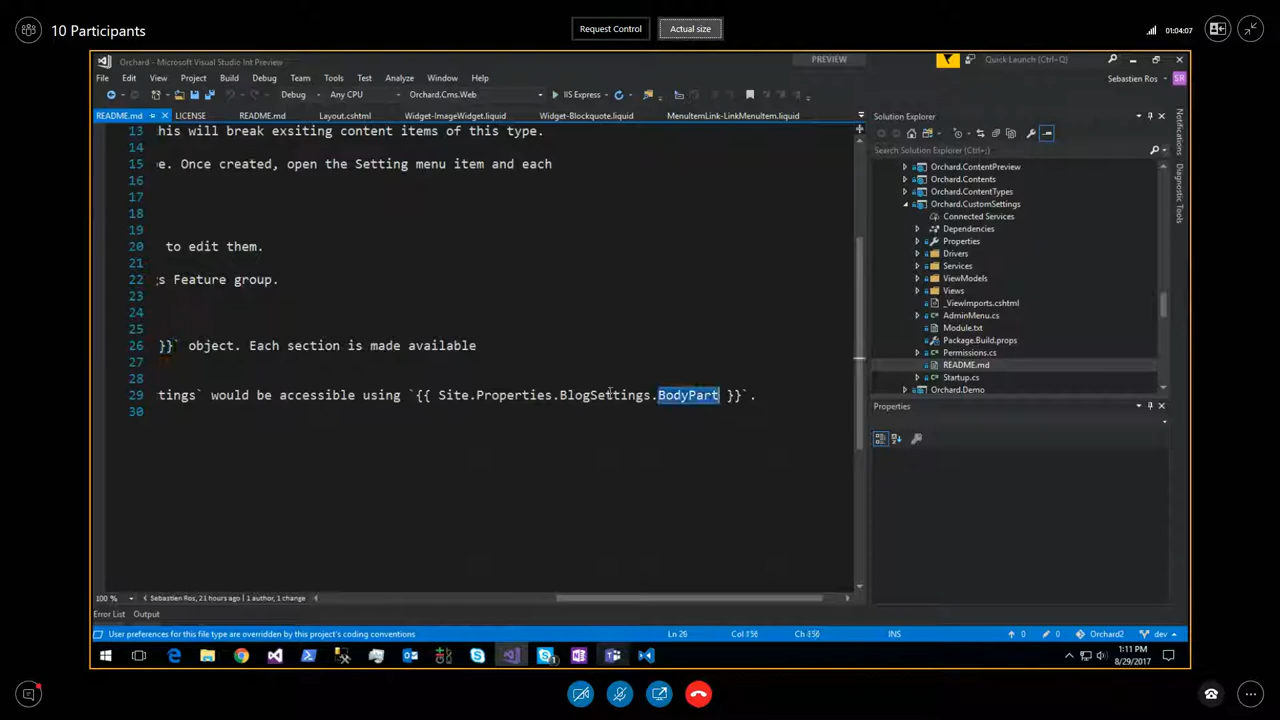 10 Participants
Request Control
Actual size
01:04:07
Orchard - Microsoft Visual Studio Int Preview
PREVIEW
Quick Launch (Ctrl+Q)
File Edit View Project Build Debug Team Tools Test Analyze Window Help
Sebastien Ros
SR
Debug Any CPU Orchard.Cms.Web IIS Express
README.md LICENSE README.md Layout.cshtml Widget-ImageWidget.liquid Widget-Blockquote.liquid MenuItemLink-LinkMenuItem.liquid
13 his will break exsiting content items of this type.
14
15 e. Once created, open the Setting menu item and each
16
17
18
19
20 to edit them.
21
22 s Feature group.
23
24
25
26 }}` object. Each section is made available
27
28
29 tings` would be accessible using `{{ Site.Properties.BlogSettings.BodyPart }}`.
30
Solution Explorer
Search Solution Explorer (Ctrl+;)
Orchard.ContentPreview
Orchard.Contents
Orchard.ContentTypes
Orchard.CustomSettings
Connected Services
Dependencies
Properties
Drivers
Services
ViewModels
Views
_ViewImports.cshtml
AdminMenu.cs
Module.txt
Package.Build.props
Permissions.cs
README.md
Startup.cs
Orchard.Demo
Properties
Notifications
Diagnostic Tools
100 % Sebastien Ros, 21 hours ago | 1 author, 1 change
Error List Output
User preferences for this file type are overridden by this project's coding conventions
Ln 26 Col 156 Ch 156 INS
0 0 Orchard2 dev
1:11 PM
8/29/2017